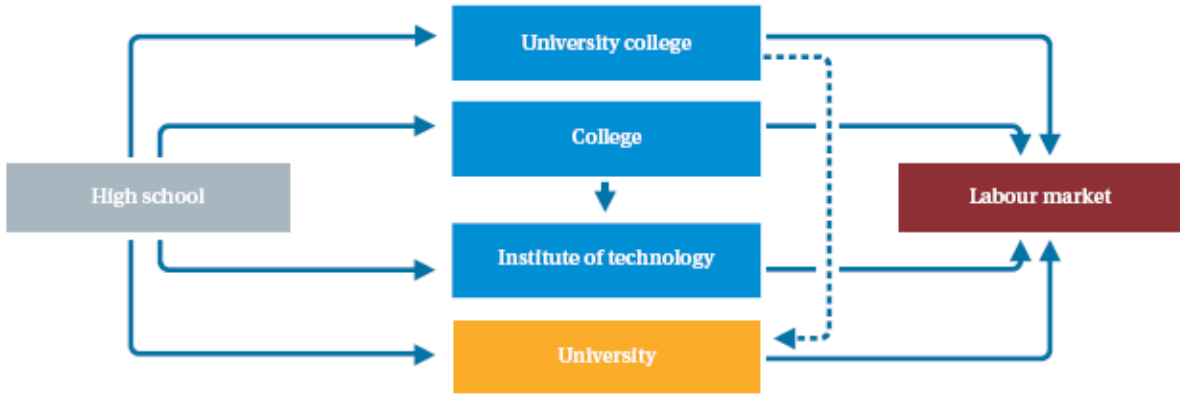 University college
College
High school
Labour market
Institute of technology
University